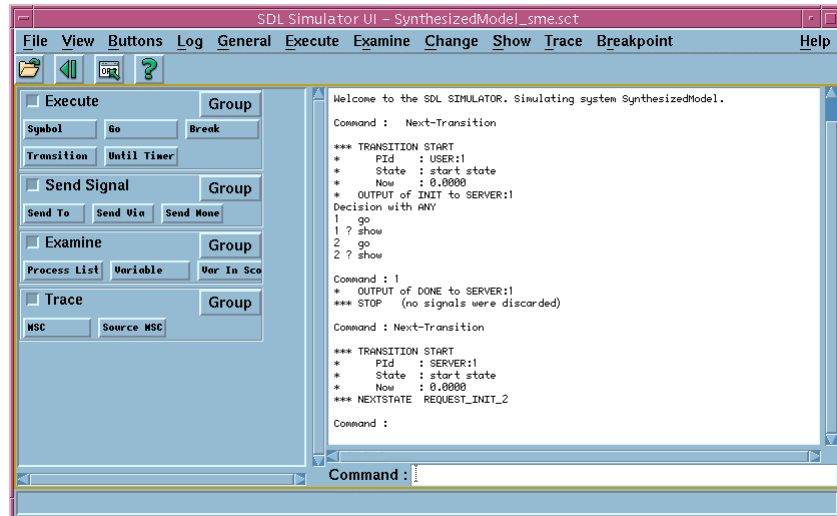 SDL Simulator UI – SynthesizedModel_sme.sct
File View Buttons Log General Execute Examine Change Show Trace Breakpoint Help
Execute Group
Symbol Go Break
Transition Until Timer
Send Signal Group
Send To Send Via Send None
Examine Group
Process List Variable Var In Sco
Trace Group
MSC Source MSC
Welcome to the SDL SIMULATOR. Simulating system SynthesizedModel.
Command : Next-Transition
*** TRANSITION START
* PId : USER:1
* State : start state
* Now : 0.0000
* OUTPUT of INIT to SERVER:1
Decision with ANY
1 go
1 ? show
2 go
2 ? show
Command : 1
* OUTPUT of DONE to SERVER:1
*** STOP (no signals were discarded)
Command : Next-Transition
*** TRANSITION START
* PId : SERVER:1
* State : start state
* Now : 0.0000
*** NEXTSTATE REQUEST_INIT_2
Command :
Command :